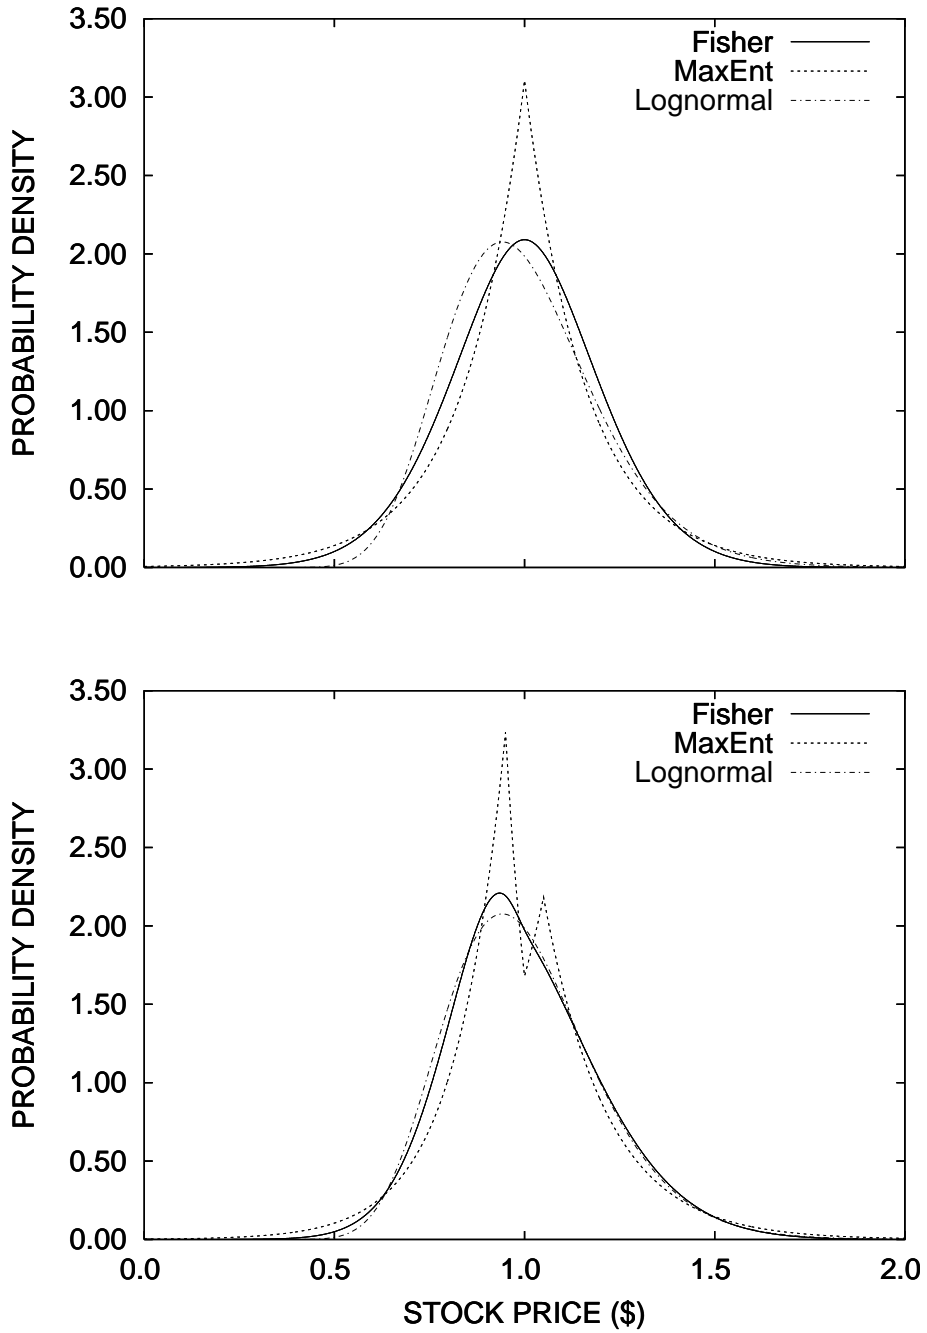 3.50
3.00
2.50
2.00
1.50
1.00
0.50
0.00
PROBABILITY DENSITY
Fisher
MaxEnt
Lognormal
3.50
3.00
2.50
2.00
1.50
1.00
0.50
0.00
PROBABILITY DENSITY
Fisher
MaxEnt
Lognormal
0.0 0.5 1.0 1.5 2.0
STOCK PRICE ($)